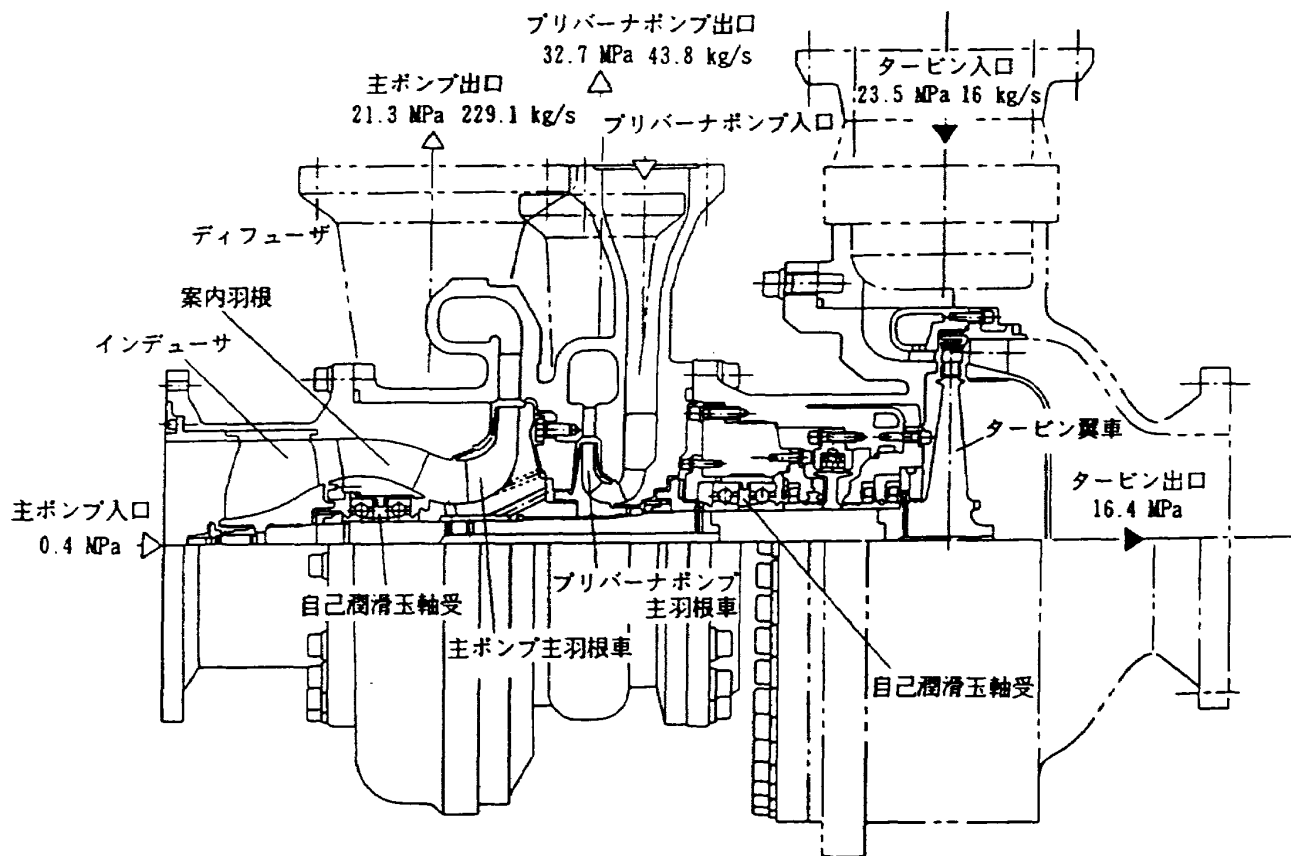 プリバーナポンプ出口
32.7 MPa 43.8 kg/s
主ポンプ出口
21.3 MPa 229.1 kg/s
プリバーナポンプ入口
タービン入口
23.5 MPa 16 kg/s
ディフューザ
案内羽根
インデューサ
主ポンプ入口
0.4 MPa
タービン翼車
タービン出口
16.4 MPa
自己潤滑玉軸受
プリバーナポンプ
主羽根車
主ポンプ主羽根車
自己潤滑玉軸受